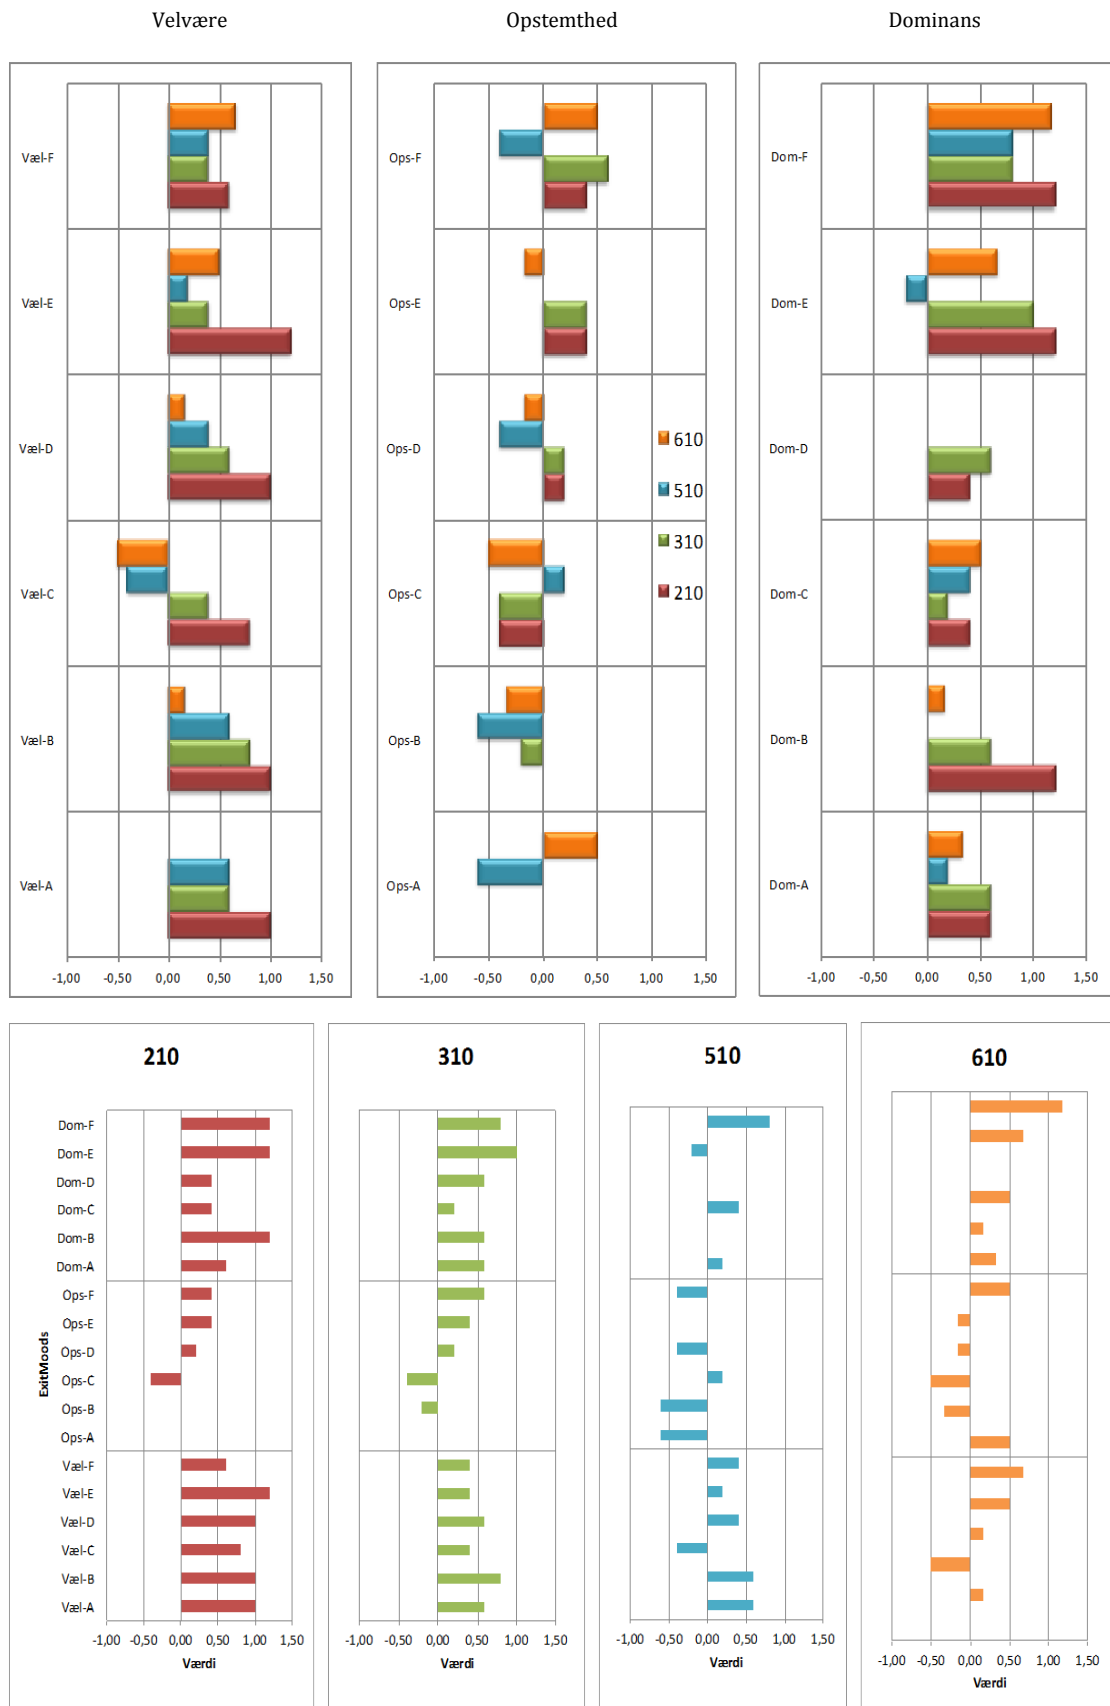 Velvære Opstemthed Dominans
Væl-F
Væl-E
Væl-D
Væl-C
Væl-B
Væl-A
-1,00 -0,50 0,00 0,50 1,00 1,50
Ops-F
Ops-E
Ops-D
Ops-C
Ops-B
Ops-A
610
510
310
210
-1,00 -0,50 0,00 0,50 1,00 1,50
Dom-F
Dom-E
Dom-D
Dom-C
Dom-B
Dom-A
-1,00 -0,50 0,00 0,50 1,00 1,50
210
ExitMoods
Dom-F
Dom-E
Dom-D
Dom-C
Dom-B
Dom-A
Ops-F
Ops-E
Ops-D
Ops-C
Ops-B
Ops-A
Væl-F
Væl-E
Væl-D
Væl-C
Væl-B
Væl-A
-1,00 -0,50 0,00 0,50 1,00 1,50
Værdi
310
-1,00 -0,50 0,00 0,50 1,00 1,50
Værdi
510
-1,00 -0,50 0,00 0,50 1,00 1,50
Værdi
610
-1,00 -0,50 0,00 0,50 1,00 1,50
Værdi